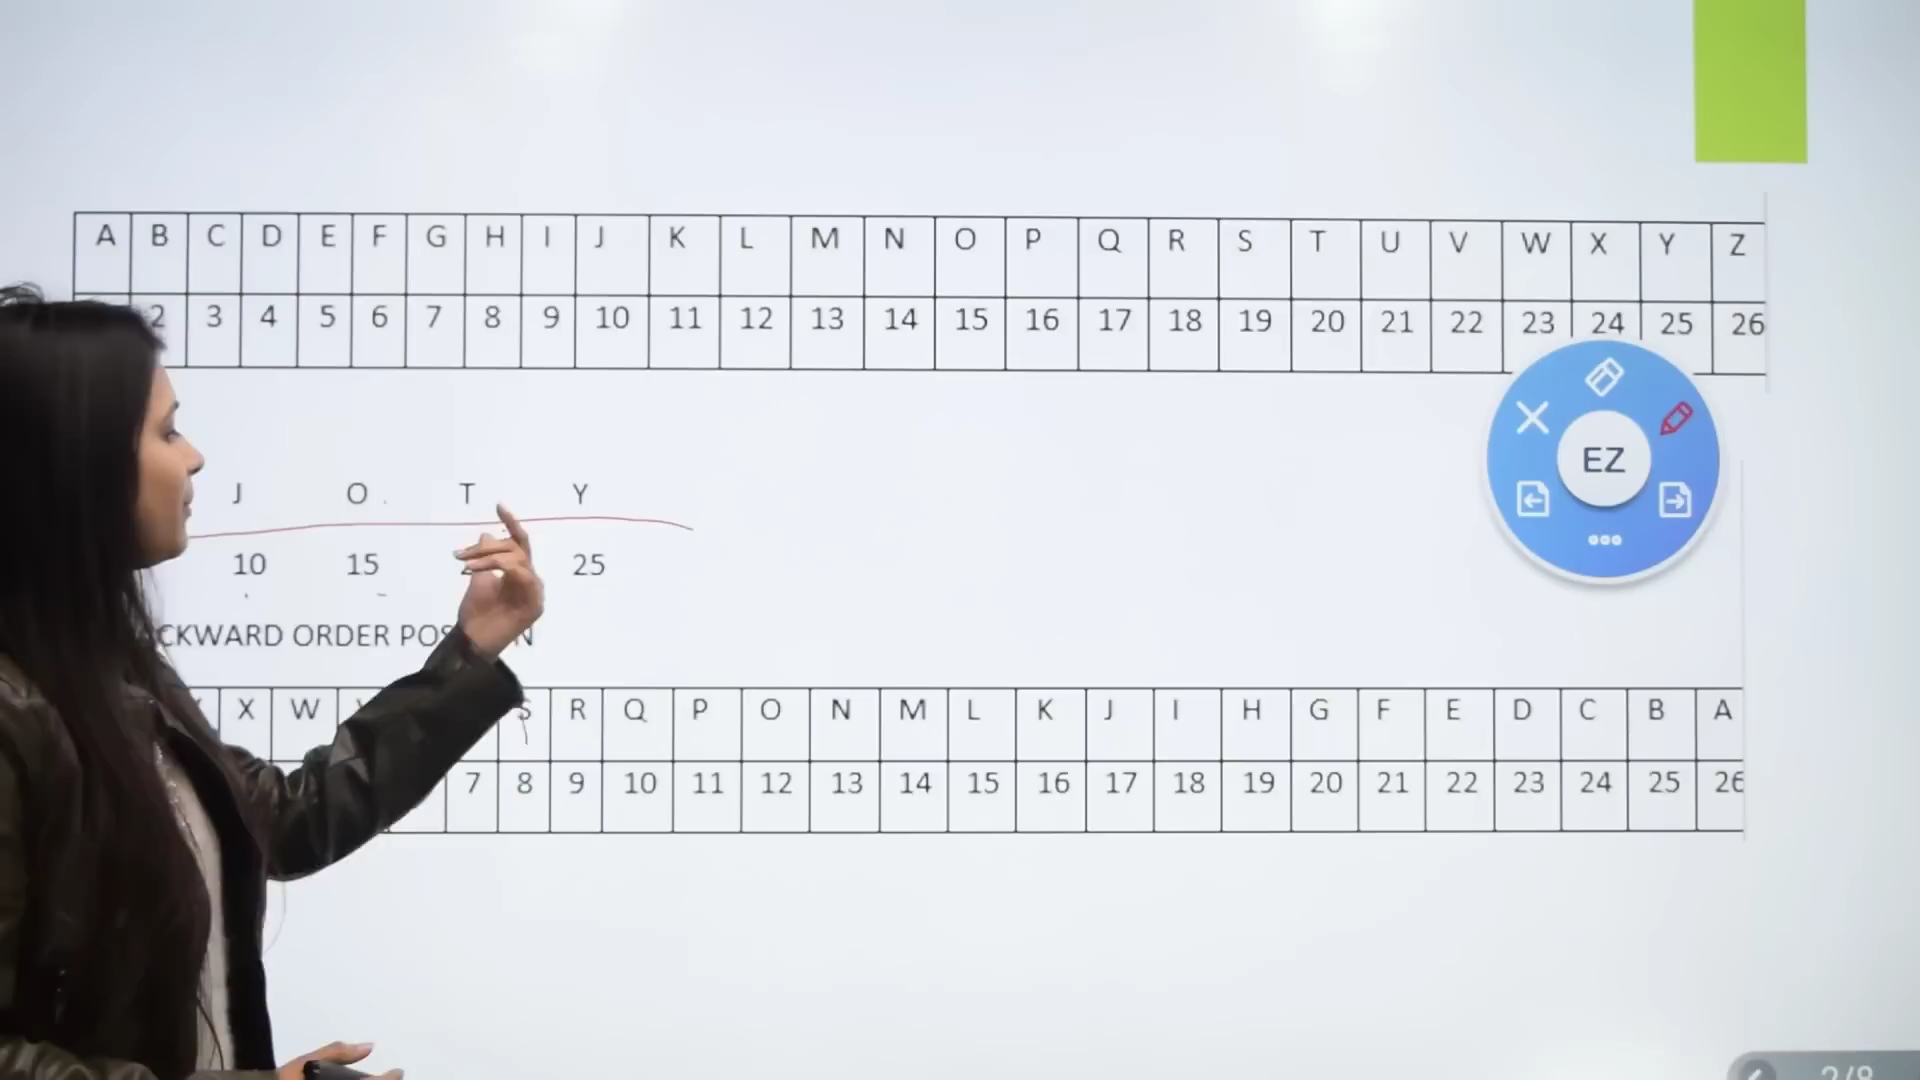 A B C D E F G H I J K L M N O P Q R S T U V W X Y Z
2 3 4 5 6 7 8 9 10 11 12 13 14 15 16 17 18 19 20 21 22 23 24 25 26
EZ
J O T Y
10 15 25
CKWARD ORDER POS N
X W S R Q P O N M L K J I H G F E D C B A
7 8 9 10 11 12 13 14 15 16 17 18 19 20 21 22 23 24 25 26
2/8